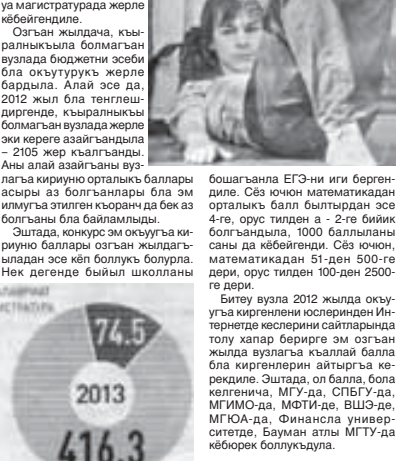 уа магистратурада жерле
кёбейгендиле.
Озгъан жылдача, къы-
ралныкъыла болмагъан
вузлада бюджетни эсеби
бла окъутурукъ жерле
бардыла. Алай эсе да,
2012 жыл бла тенглеш-
диргенде, къыралныкъыы
болмагъан вузлада жерле
эки кереге азайгъандыла
– 2105 жер къалгъанды.
Аны алай азайгъаны вуз-
лагъа кириуню орталыкъ баллары
асыры аз болгъанлары бла эм
илмугъа этилген къоранч да бек аз
болгъаны бла байламлыды.
Эштада, конкурс эм окъуугъа ки-
риуню баллары озгъан жылдагъ-
ыладан эсе кёп боллукъ болурла.
Нек дегенде быйыл школланы
74.5
2013
416.3
бошагъанла ЕГЭ-ни иги берген-
диле. Сёз ючюн математикадан
орталыкъ балл былтырдан эсе
4-ге, орус тилден а - 2-ге бийик
болгъандыла, 1000 баллыланы
саны да кёбейгенди. Сёз ючюн,
математикадан 51-ден 500-ге
дери, орус тилден 100-ден 2500-
ге дери.
Битеу вузла 2012 жылда окъу-
угъа киргенлени юслеринден Ин-
тернетде кеслерини сайтларында
толу хапар берирге эм озгъан
жылда вузлагъа къаллай балла
бла киргенлерин айтыргъа ке-
рекдиле. Эштада, ол балла, бола
келгенича, МГУ-да, СПБГУ-да,
МГИМО-да, МФТИ-де, ВШЭ-де,
МГЮА-да, Финансла универ-
ситетде, Бауман атлы МГТУ-да
кёбюрек боллукъдула.